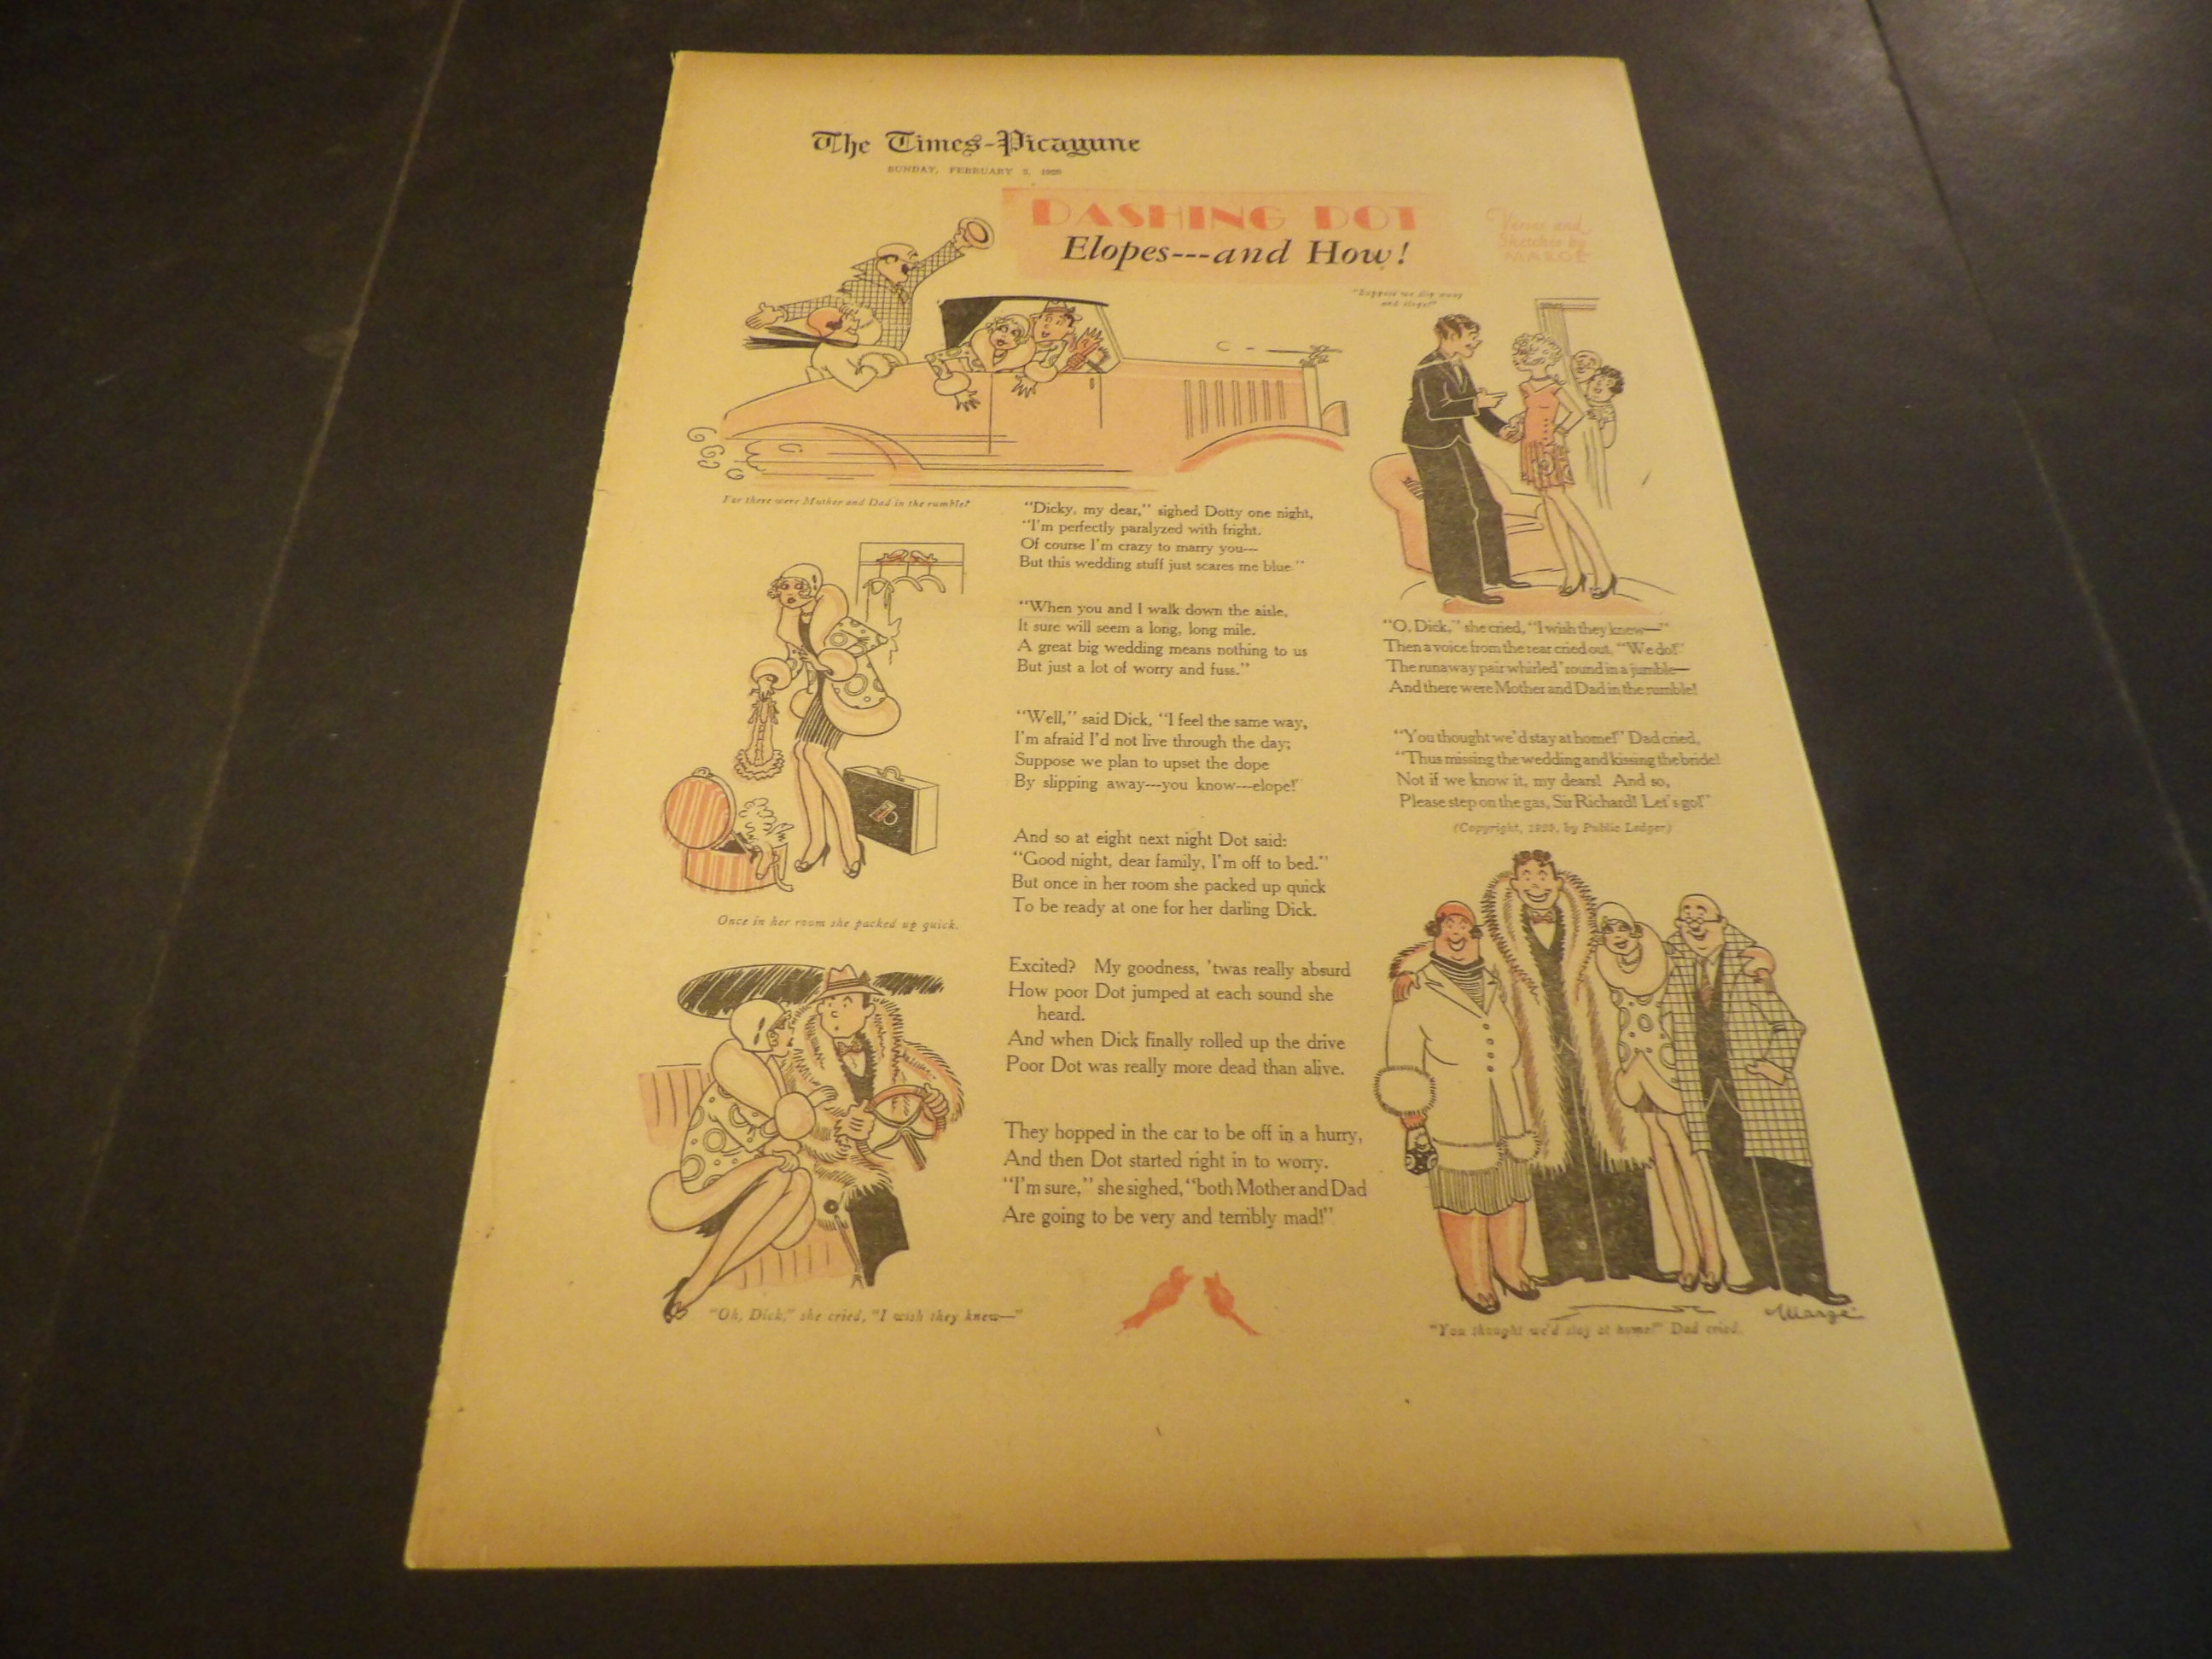 The Times-Picayune
SUNDAY, FEBRUARY 3, 1929
DASHING DOT
Elopes---and How!
Verses and
Sketches by
MARGE
"Suppose we slip away
and elope!"
For there were Mother and Dad in the rumble!
"Dicky, my dear," sighed Dotty one night,
"I'm perfectly paralyzed with fright.
Of course I'm crazy to marry you---
But this wedding stuff just scares me blue."
"When you and I walk down the aisle,
It sure will seem a long, long mile.
A great big wedding means nothing to us
But just a lot of worry and fuss."
"Well," said Dick, "I feel the same way,
I'm afraid I'd not live through the day;
Suppose we plan to upset the dope
By slipping away---you know---elope!"
And so at eight next night Dot said:
"Good night, dear family, I'm off to bed."
But once in her room she packed up quick
To be ready at one for her darling Dick.
Excited? My goodness, 'twas really absurd
How poor Dot jumped at each sound she
heard.
And when Dick finally rolled up the drive
Poor Dot was really more dead than alive.
They hopped in the car to be off in a hurry,
And then Dot started right in to worry.
"I'm sure," she sighed, "both Mother and Dad
Are going to be very and terribly mad!"
"O, Dick," she cried, "I wish they knew—"
Then a voice from the rear cried out, "We do!"
The runaway pair whirled 'round in a jumble—
And there were Mother and Dad in the rumble!
"You thought we'd stay at home!" Dad cried,
"Thus missing the wedding and kissing the bride!
Not if we know it, my dears! And so,
Please step on the gas, Sir Richard! Let's go!"
(Copyright, 1929, by Public Ledger)
Once in her room she packed up quick.
"Oh, Dick," she cried, "I wish they knew—"
Marge
"You thought we'd stay at home!" Dad cried.